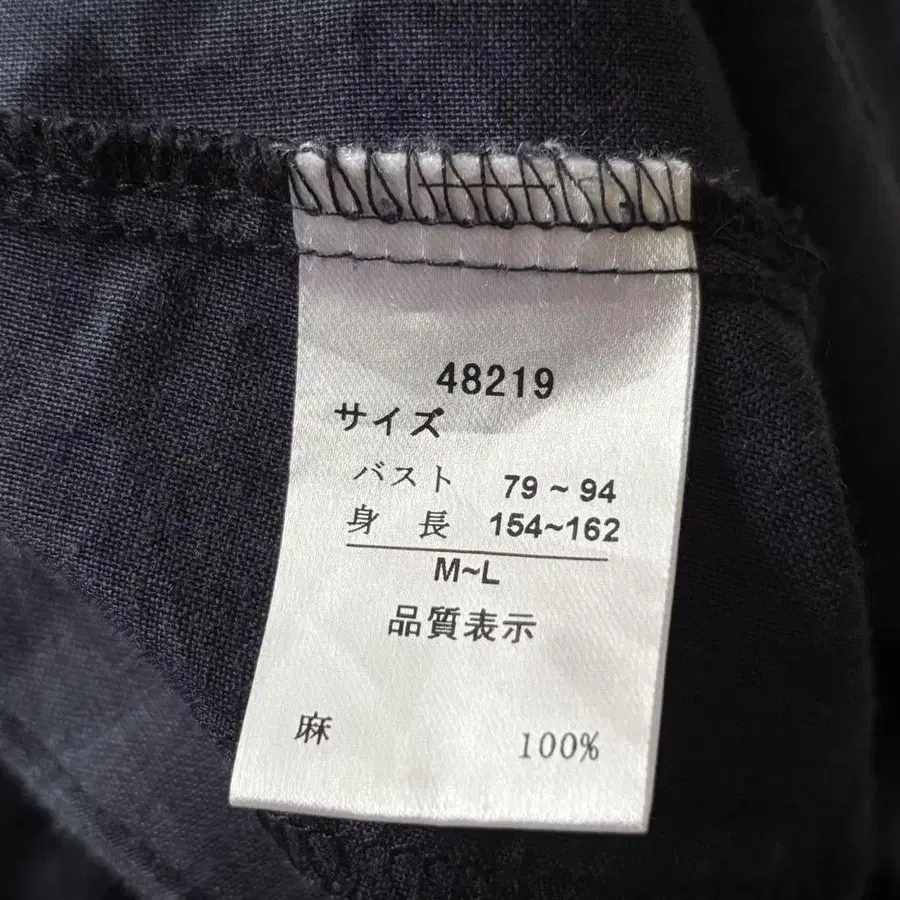 48219
サイズ
バスト 79~94
身長 154~162
M~L
品質表示
麻 100%